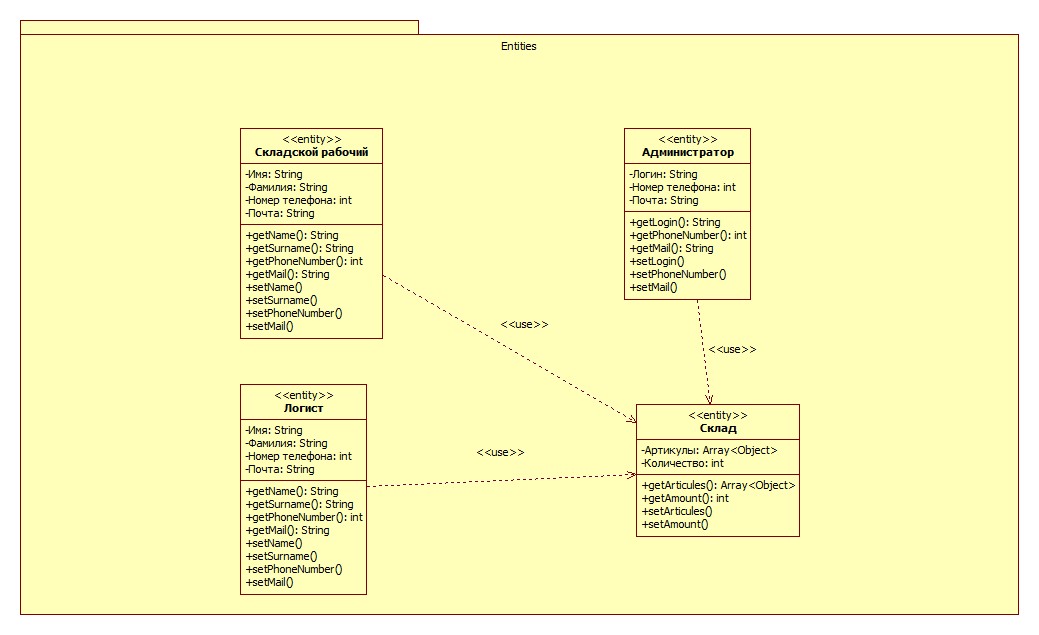 Entities
<<entity>>
Складской рабочий
-Имя: String
-Фамилия: String
-Номер телефона: int
-Почта: String
+getName(): String
+getSurname(): String
+getPhoneNumber(): int
+getMail(): String
+setName()
+setSurname()
+setPhoneNumber()
+setMail()
<<entity>>
Администратор
-Логин: String
-Номер телефона: int
-Почта: String
+getLogin(): String
+getPhoneNumber(): int
+getMail(): String
+setLogin()
+setPhoneNumber()
+setMail()
<<use>>
<<use>>
<<entity>>
Логист
-Имя: String
-Фамилия: String
-Номер телефона: int
-Почта: String
+getName(): String
+getSurname(): String
+getPhoneNumber(): int
+getMail(): String
+setName()
+setSurname()
+setPhoneNumber()
+setMail()
<<use>>
<<entity>>
Склад
-Артикулы: Array<Object>
-Количество: int
+getArticules(): Array<Object>
+getAmount(): int
+setArticules()
+setAmount()